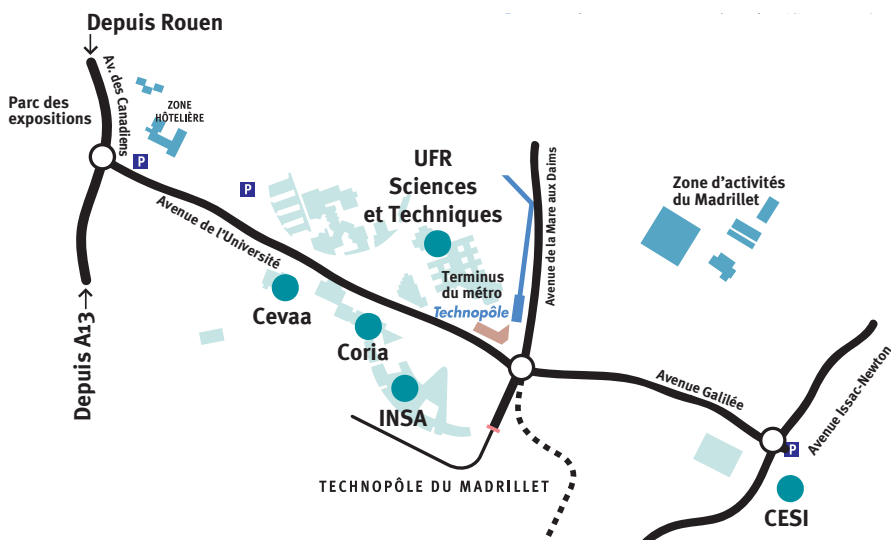 Depuis Rouen
Av. des Canadiens
Parc des
expositions
ZONE
HÔTELIÈRE
P
P
Avenue de l'Université
UFR
Sciences
et Techniques
Avenue de la Mare aux Daims
Zone d'activités
du Madrillet
Terminus
du métro
Technopôle
Cevaa
Coria
INSA
Depuis A13
Avenue Galilée
Avenue Issac-Newton
P
TECHNOPÔLE DU MADRILLET
CESI